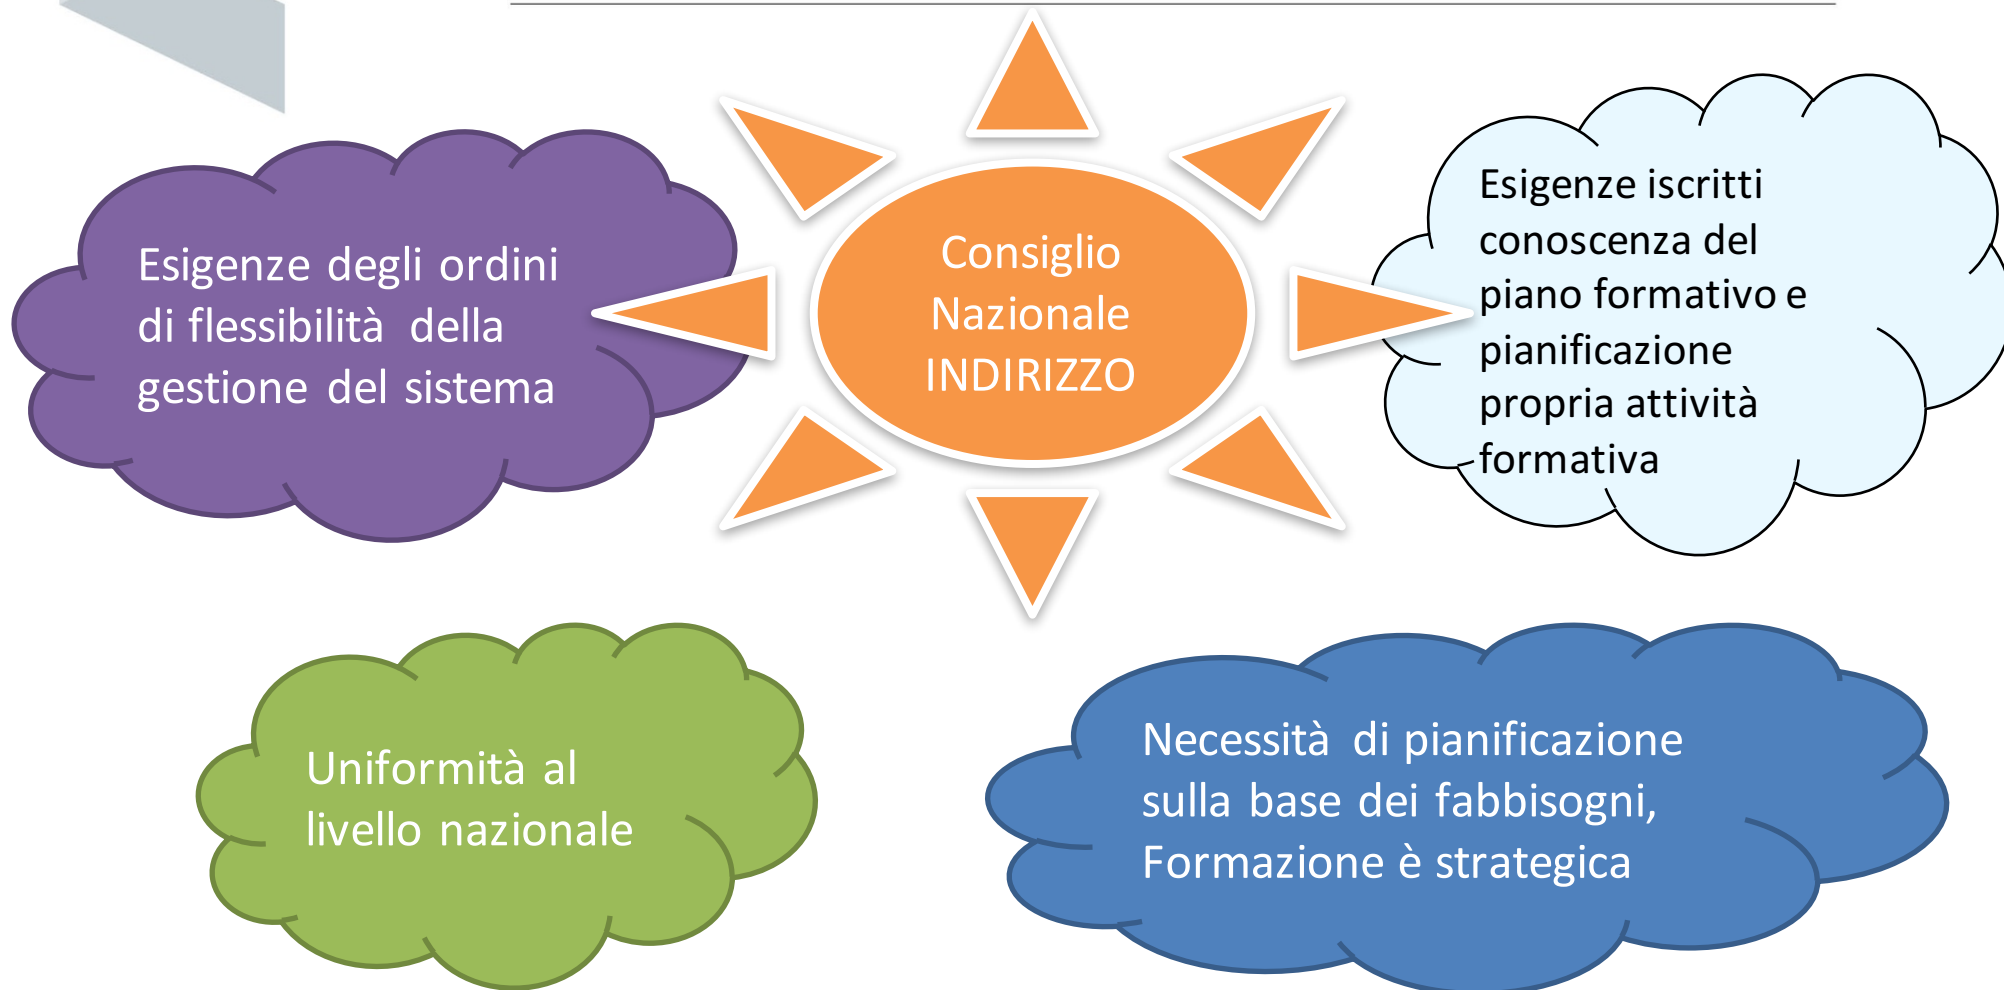 Esigenze degli ordini
di flessibilità della
gestione del sistema
Consiglio
Nazionale
INDIRIZZO
Esigenze iscritti
conoscenza del
piano formativo e
pianificazione
propria attività
formativa
Uniformità al
livello nazionale
Necessità di pianificazione
sulla base dei fabbisogni,
Formazione è strategica